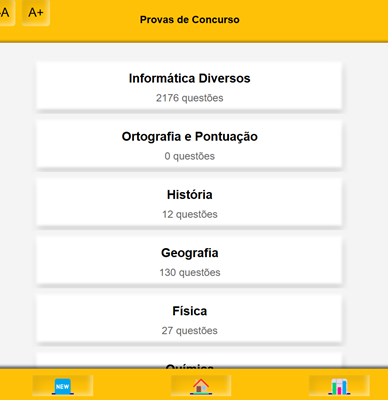 -A A+ Provas de Concurso
Informática Diversos
2176 questões
Ortografia e Pontuação
0 questões
História
12 questões
Geografia
130 questões
Física
27 questões
Química
NEW